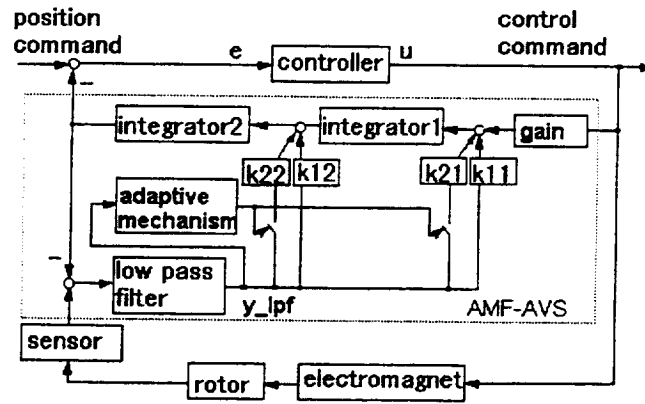 position
command
e
controller
u
control
command
integrator2
integrator1
gain
k22
k12
k21
k11
adaptive
mechanism
low pass
filter
y_lpf
AMF-AVS
sensor
rotor
electromagnet